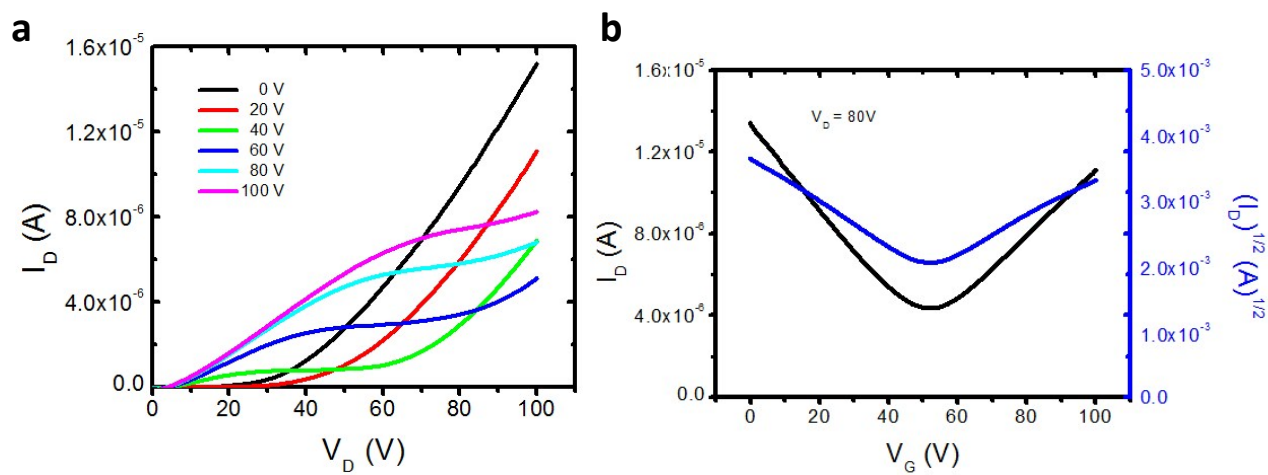 a
1.6x10⁻⁵
1.2x10⁻⁵
8.0x10⁻⁶
4.0x10⁻⁶
0.0
I_D (A)
0 V
20 V
40 V
60 V
80 V
100 V
0 20 40 60 80 100
V_D (V)
b
1.6x10⁻⁵
1.2x10⁻⁵
8.0x10⁻⁶
4.0x10⁻⁶
0.0
I_D (A)
V_D = 80V
5.0x10⁻³
4.0x10⁻³
3.0x10⁻³
2.0x10⁻³
1.0x10⁻³
0.0
(I_D)^1/2 (A)^1/2
0 20 40 60 80 100
V_G (V)